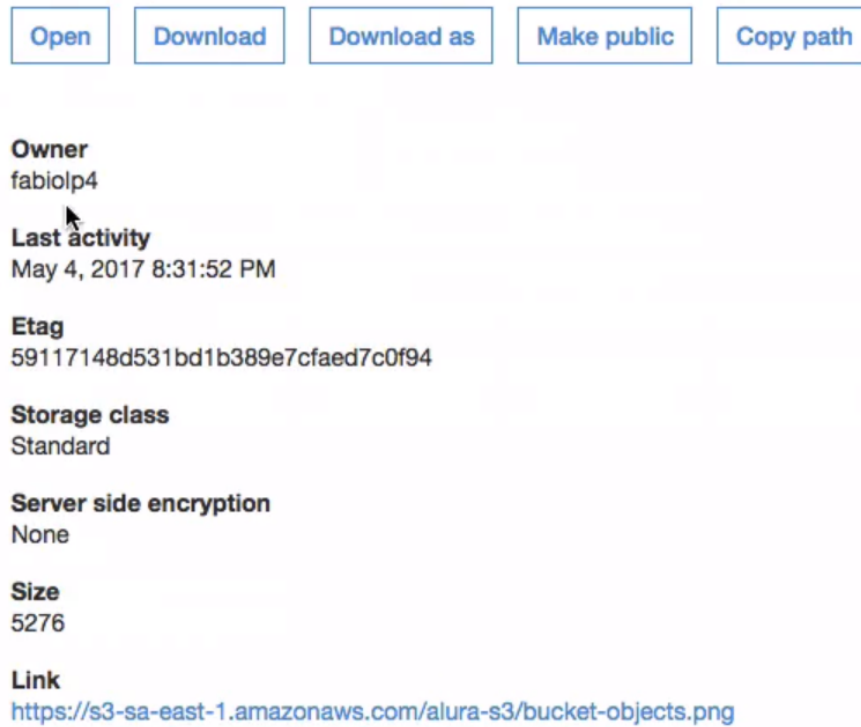 Open Download Download as Make public Copy path
Owner
fabiolp4
Last activity
May 4, 2017 8:31:52 PM
Etag
59117148d531bd1b389e7cfaed7c0f94
Storage class
Standard
Server side encryption
None
Size
5276
Link
https://s3-sa-east-1.amazonaws.com/alura-s3/bucket-objects.png